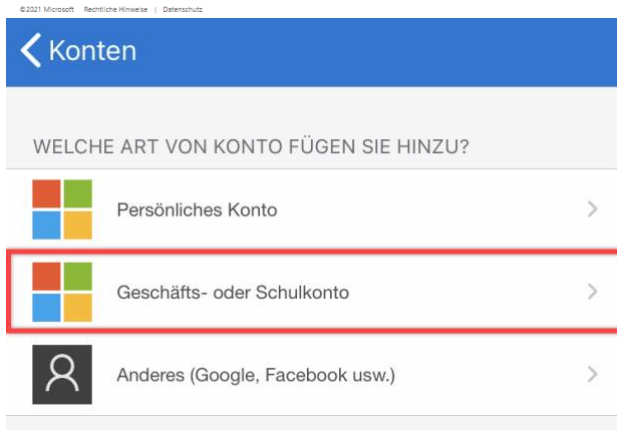 ©2021 Microsoft Rechtliche Hinweise | Datenschutz
Konten
WELCHE ART VON KONTO FÜGEN SIE HINZU?
Persönliches Konto
Geschäfts- oder Schulkonto
Anderes (Google, Facebook usw.)